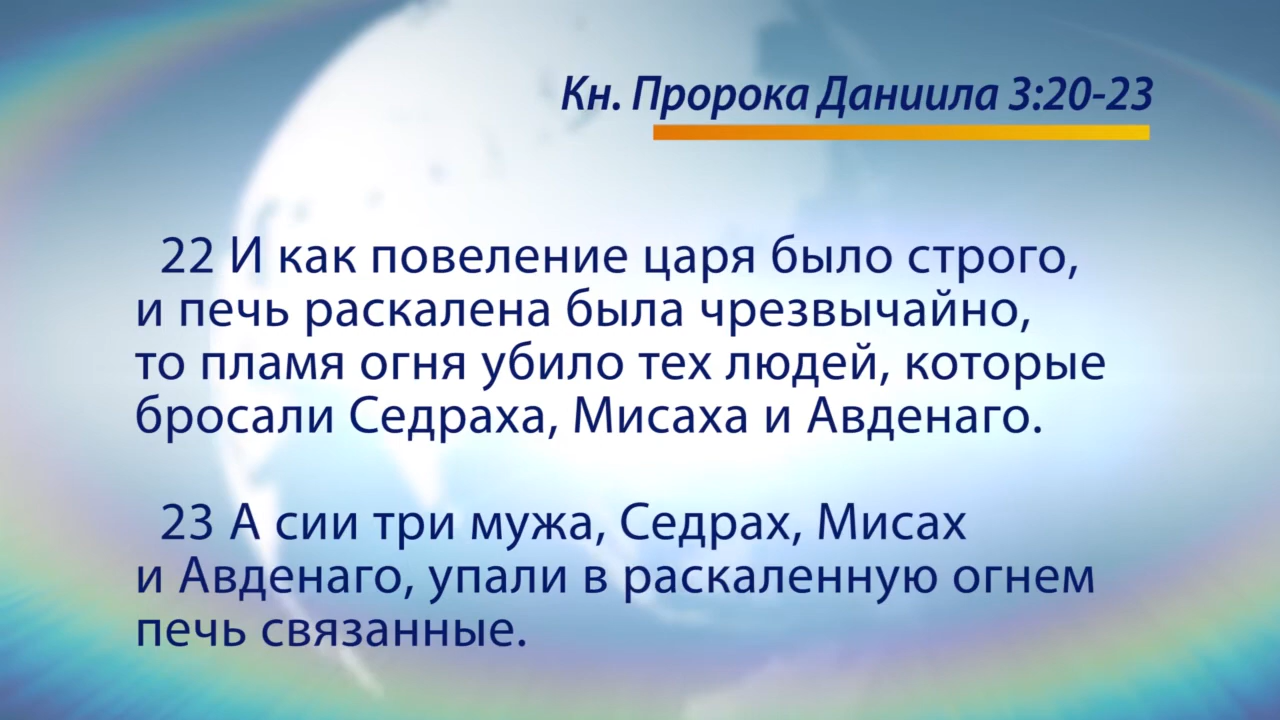 Кн. Пророка Даниила 3:20-23
22 И как повеление царя было строго,
и печь раскалена была чрезвычайно,
то пламя огня убило тех людей, которые
бросали Седраха, Мисаха и Авденаго.
23 А сии три мужа, Седрах, Мисах
и Авденаго, упали в раскаленную огнем
печь связанные.